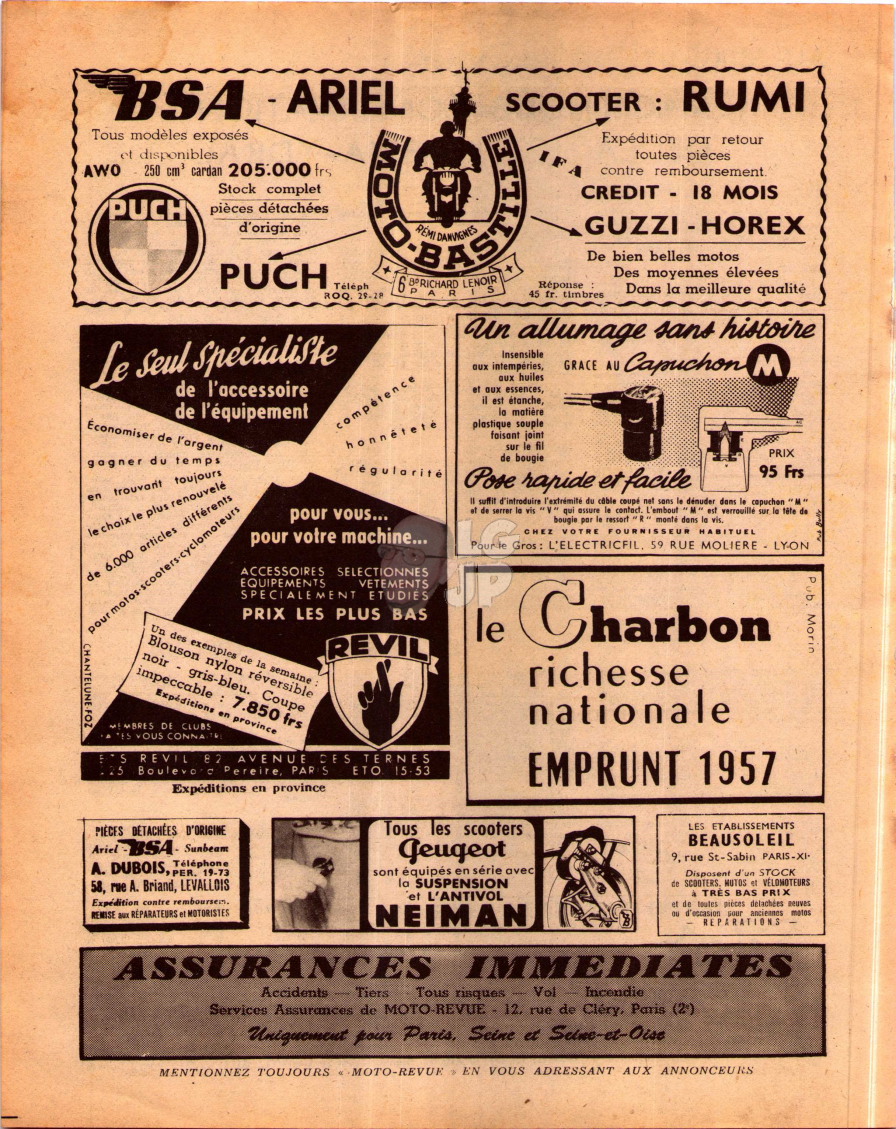 BSA - ARIEL
SCOOTER : RUMI
Tous modèles exposés
et disponibles
AWO - 250 cm³ cardan 205.000 frs
Stock complet
pièces détachées
d'origine
PUCH
PUCH
Téléph
ROQ. 29-28
MOTO-BASTILLE
RÉMI DANVIGNES
6 Bᴰ RICHARD LENOIR
PARIS
Expédition par retour
toutes pièces
contre remboursement.
IFA
CREDIT - 18 MOIS
GUZZI - HOREX
De bien belles motos
Des moyennes élevées
Dans la meilleure qualité
Réponse :
45 fr. timbres
Le seul spécialiste
de l'accessoire
de l'équipement
Économiser de l'argent
gagner du temps
en trouvant toujours
le choix le plus renouvelé
de 6.000 articles différents
pour motos-scooters-cyclomoteurs
compétence
honnêteté
régularité
pour vous...
pour votre machine...
ACCESSOIRES SÉLECTIONNES
EQUIPEMENTS VETEMENTS
SPECIALEMENT ETUDIES
PRIX LES PLUS BAS
REVIL
Un des exemples de la semaine :
Blouson nylon réversible
noir - gris-bleu. Coupe
impeccable : 7.850 frs
Expéditions en province
CHANTELUNE-FOZ
MEMBRES DE CLUBS
VOUS CONNAITRE
ETS REVIL 82 AVENUE DES TERNES
Boulevard Pereire, PARIS ETO. 15-53
Expéditions en province
Un allumage sans histoire
Insensible
aux intempéries,
aux huiles
et aux essences,
il est étanche,
la matière
plastique souple
faisant joint
sur le fil
de bougie
GRACE AU Capuchon M
PRIX
95 Frs
Pose rapide et facile
Il suffit d'introduire l'extrémité du câble coupé net sans le dénuder dans le capuchon "M"
et de serrer la vis "V" qui assure le contact. L'embout "M" est verrouillé sur la tête de
bougie par le ressort "R" monté dans la vis.
CHEZ VOTRE FOURNISSEUR HABITUEL
Pour le Gros : L'ELECTRICFIL, 59, RUE MOLIERE - LYON
JP
le Charbon
richesse
nationale
EMPRUNT 1957
Pub. Morin
PIÈCES DÉTACHÉES D'ORIGINE
Ariel - BSA - Sunbeam
A. DUBOIS, Téléphone
PER. 19-73
58, rue A. Briand, LEVALLOIS
Expédition contre remboursem.
REMISE aux RÉPARATEURS et MOTORISTES
Tous les scooters
Peugeot
sont équipés en série avec
la SUSPENSION
et L'ANTIVOL
NEIMAN
LES ETABLISSEMENTS
BEAUSOLEIL
9, rue St-Sabin PARIS-XIᵉ
Disposent d'un STOCK
de SCOOTERS, MOTOS et VÉLOMOTEURS
à TRÈS BAS PRIX
et de toutes pièces détachées neuves
ou d'occasion pour anciennes motos
— REPARATIONS —
ASSURANCES IMMEDIATES
Accidents — Tiers - Tous risques — Vol — Incendie
Services Assurances de MOTO-REVUE - 12, rue de Cléry, Paris (2ᵉ)
Uniquement pour Paris, Seine et Seine-et-Oise
MENTIONNEZ TOUJOURS « MOTO-REVUE » EN VOUS ADRESSANT AUX ANNONCEURS